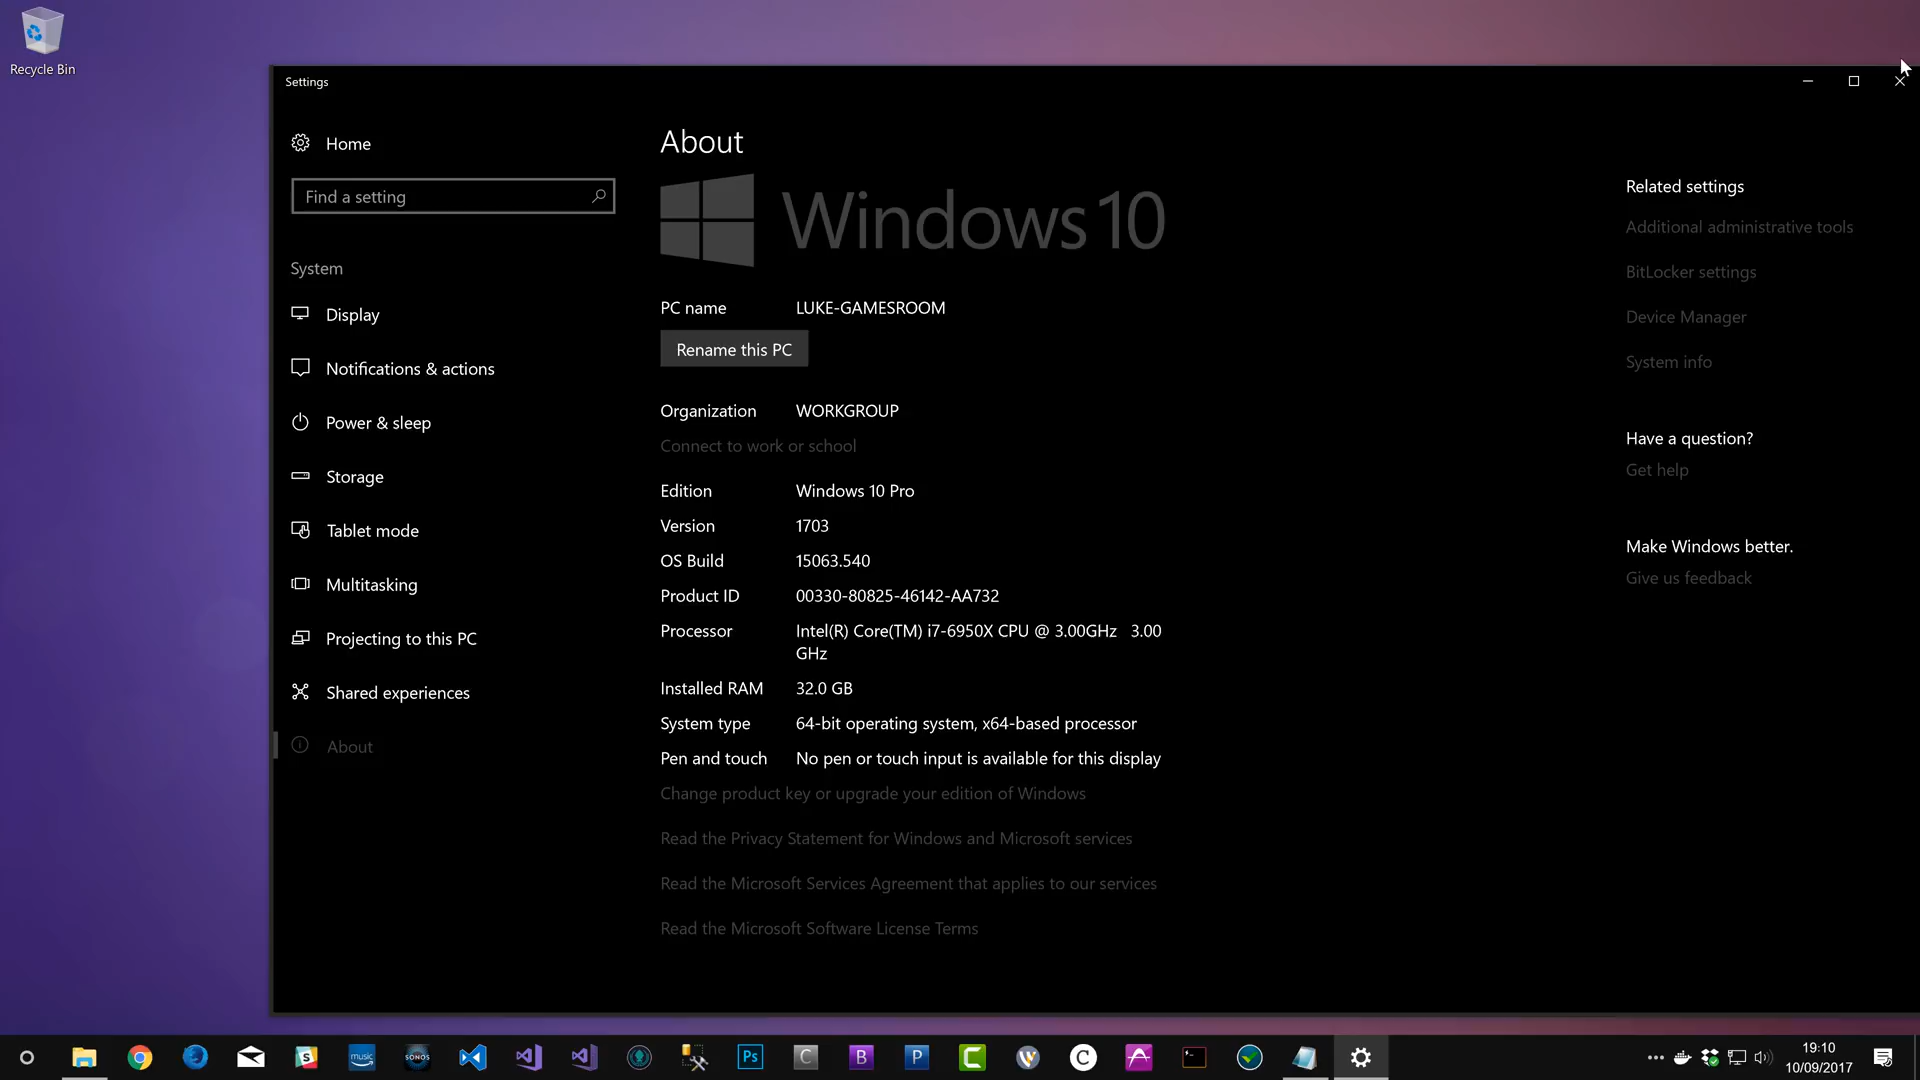 Recycle Bin
Settings
Home
Find a setting
System
Display
Notifications & actions
Power & sleep
Storage
Tablet mode
Multitasking
Projecting to this PC
Shared experiences
About
About
Windows 10
PC name LUKE-GAMESROOM
Rename this PC
Organization WORKGROUP
Connect to work or school
Edition Windows 10 Pro
Version 1703
OS Build 15063.540
Product ID 00330-80825-46142-AA732
Processor Intel(R) Core(TM) i7-6950X CPU @ 3.00GHz 3.00
GHz
Installed RAM 32.0 GB
System type 64-bit operating system, x64-based processor
Pen and touch No pen or touch input is available for this display
Change product key or upgrade your edition of Windows
Read the Privacy Statement for Windows and Microsoft services
Read the Microsoft Services Agreement that applies to our services
Read the Microsoft Software License Terms
Related settings
Additional administrative tools
BitLocker settings
Device Manager
System info
Have a question?
Get help
Make Windows better.
Give us feedback
music
SONOS
Ps
C
B
P
C
V
C
19:10
10/09/2017